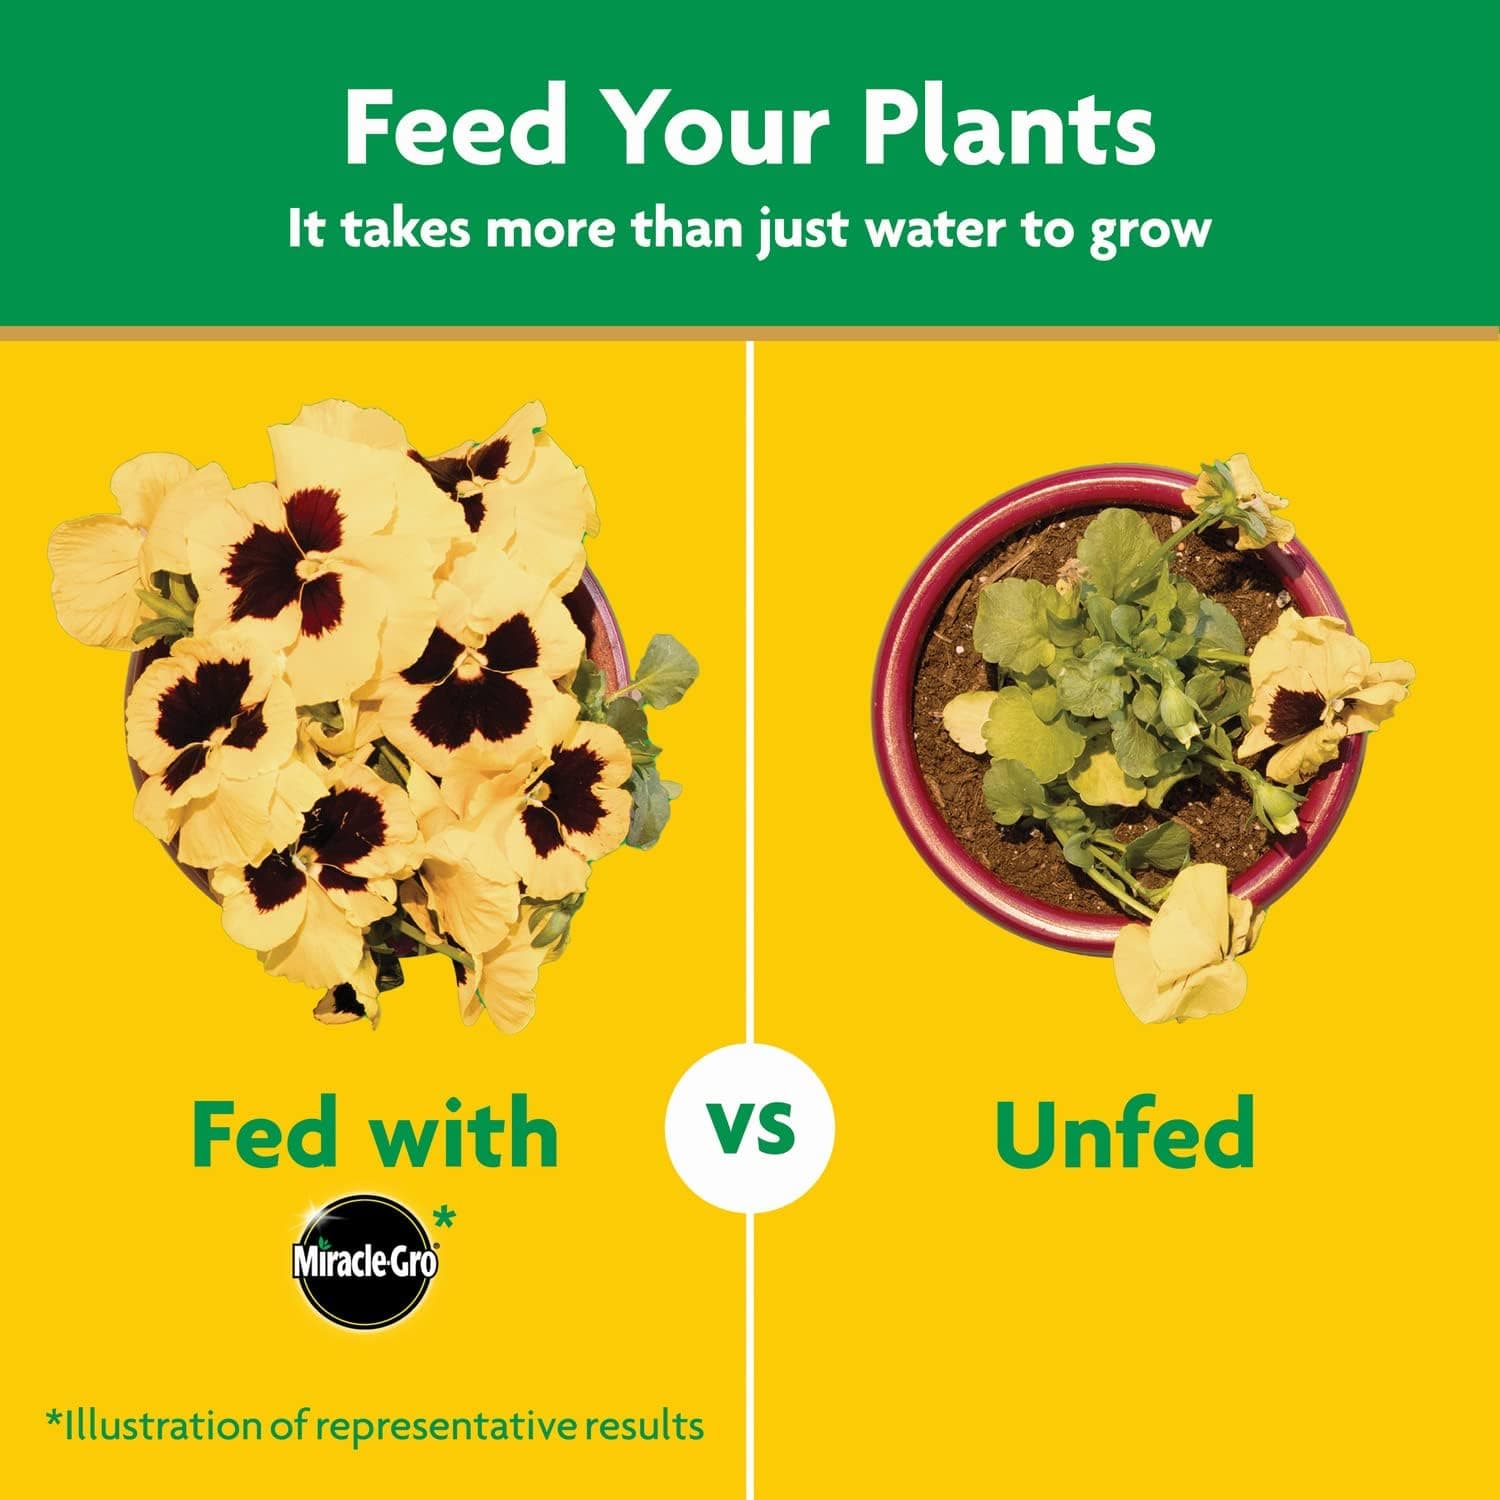 Feed Your Plants
It takes more than just water to grow
Fed with
vs
Unfed
Miracle-Gro® *
*Illustration of representative results